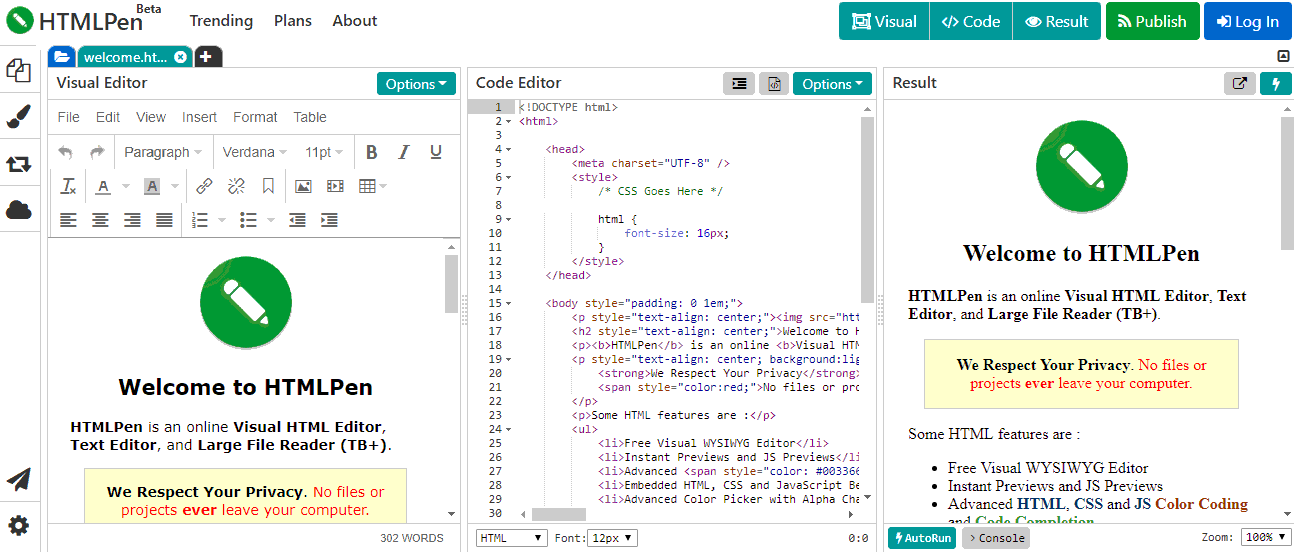 HTMLPen Beta Trending Plans About Visual </> Code Result Publish Log In
welcome.ht...
Visual Editor Options
File Edit View Insert Format Table
Paragraph Verdana 11pt B I U
Welcome to HTMLPen
HTMLPen is an online Visual HTML Editor,
Text Editor, and Large File Reader (TB+).
We Respect Your Privacy. No files or
projects ever leave your computer.
302 WORDS
Code Editor Options
1 <!DOCTYPE html>
2 <html>
3
4 <head>
5 <meta charset="UTF-8" />
6 <style>
7 /* CSS Goes Here */
8
9 html {
10 font-size: 16px;
11 }
12 </style>
13 </head>
14
15 <body style="padding: 0 1em;">
16 <p style="text-align: center;"><img src="htt
17 <h2 style="text-align: center;">Welcome to H
18 <p><b>HTMLPen</b> is an online <b>Visual HTM
19 <p style="text-align: center; background:lig
20 <strong>We Respect Your Privacy</strong>
21 <span style="color:red;">No files or pro
22 </p>
23 <p>Some HTML features are :</p>
24 <ul>
25 <li>Free Visual WYSIWYG Editor</li>
26 <li>Instant Previews and JS Previews</li
27 <li>Advanced <span style="color: #003366
28 <li>Embedded HTML, CSS and JavaScript Be
29 <li>Advanced Color Picker with Alpha Cha
30
HTML Font: 12px 0:0
Result
Welcome to HTMLPen
HTMLPen is an online Visual HTML Editor, Text
Editor, and Large File Reader (TB+).
We Respect Your Privacy. No files or
projects ever leave your computer.
Some HTML features are :
Free Visual WYSIWYG Editor
Instant Previews and JS Previews
Advanced HTML, CSS and JS Color Coding
and Code Completion
AutoRun Console Zoom: 100%